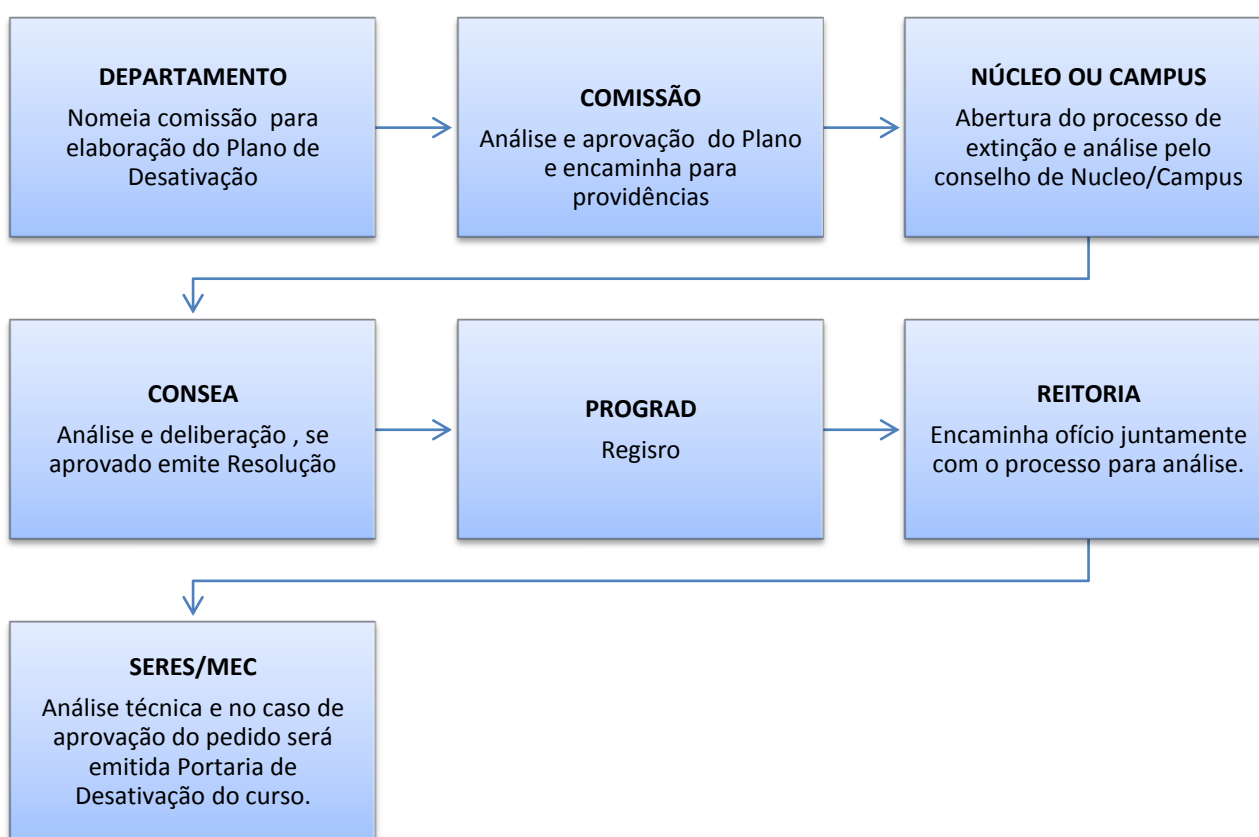 DEPARTAMENTO
Nomeia comissão para
elaboração do Plano de
Desativação
COMISSÃO
Análise e aprovação do Plano
e encaminha para
providências
NÚCLEO OU CAMPUS
Abertura do processo de
extinção e análise pelo
conselho de Nucleo/Campus
CONSEA
Análise e deliberação , se
aprovado emite Resolução
PROGRAD
Regisro
REITORIA
Encaminha ofício juntamente
com o processo para análise.
SERES/MEC
Análise técnica e no caso de
aprovação do pedido será
emitida Portaria de
Desativação do curso.